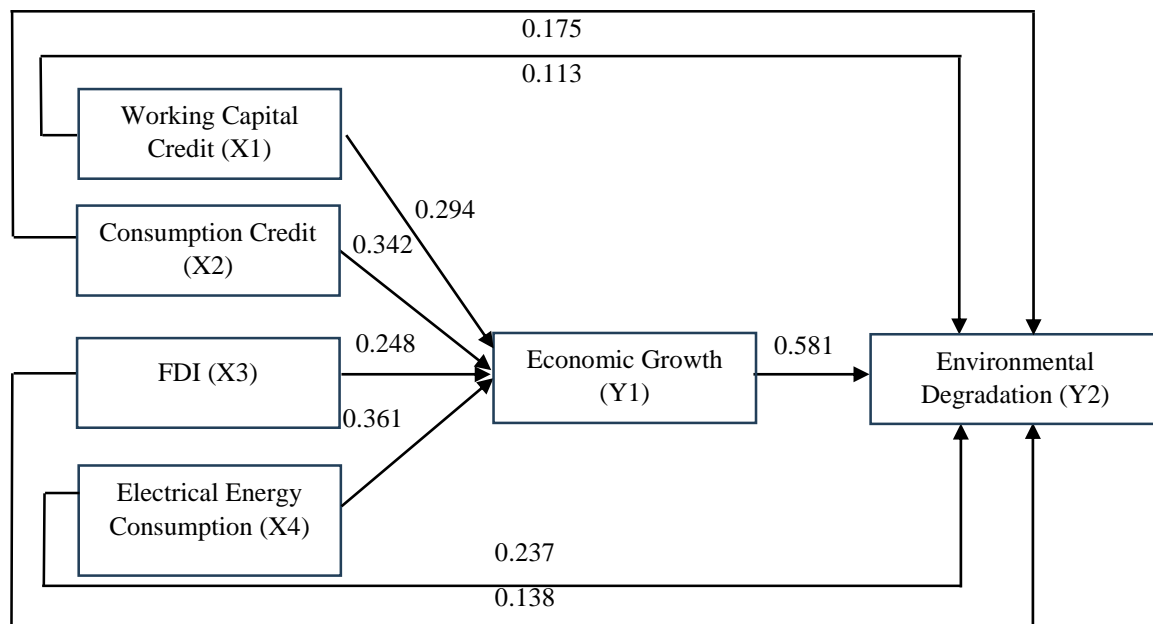 0.175
0.113
Working Capital
Credit (X1)
0.294
Consumption Credit
(X2)
0.342
FDI (X3)
0.248
0.361
Economic Growth
(Y1)
0.581
Environmental
Degradation (Y2)
Electrical Energy
Consumption (X4)
0.237
0.138